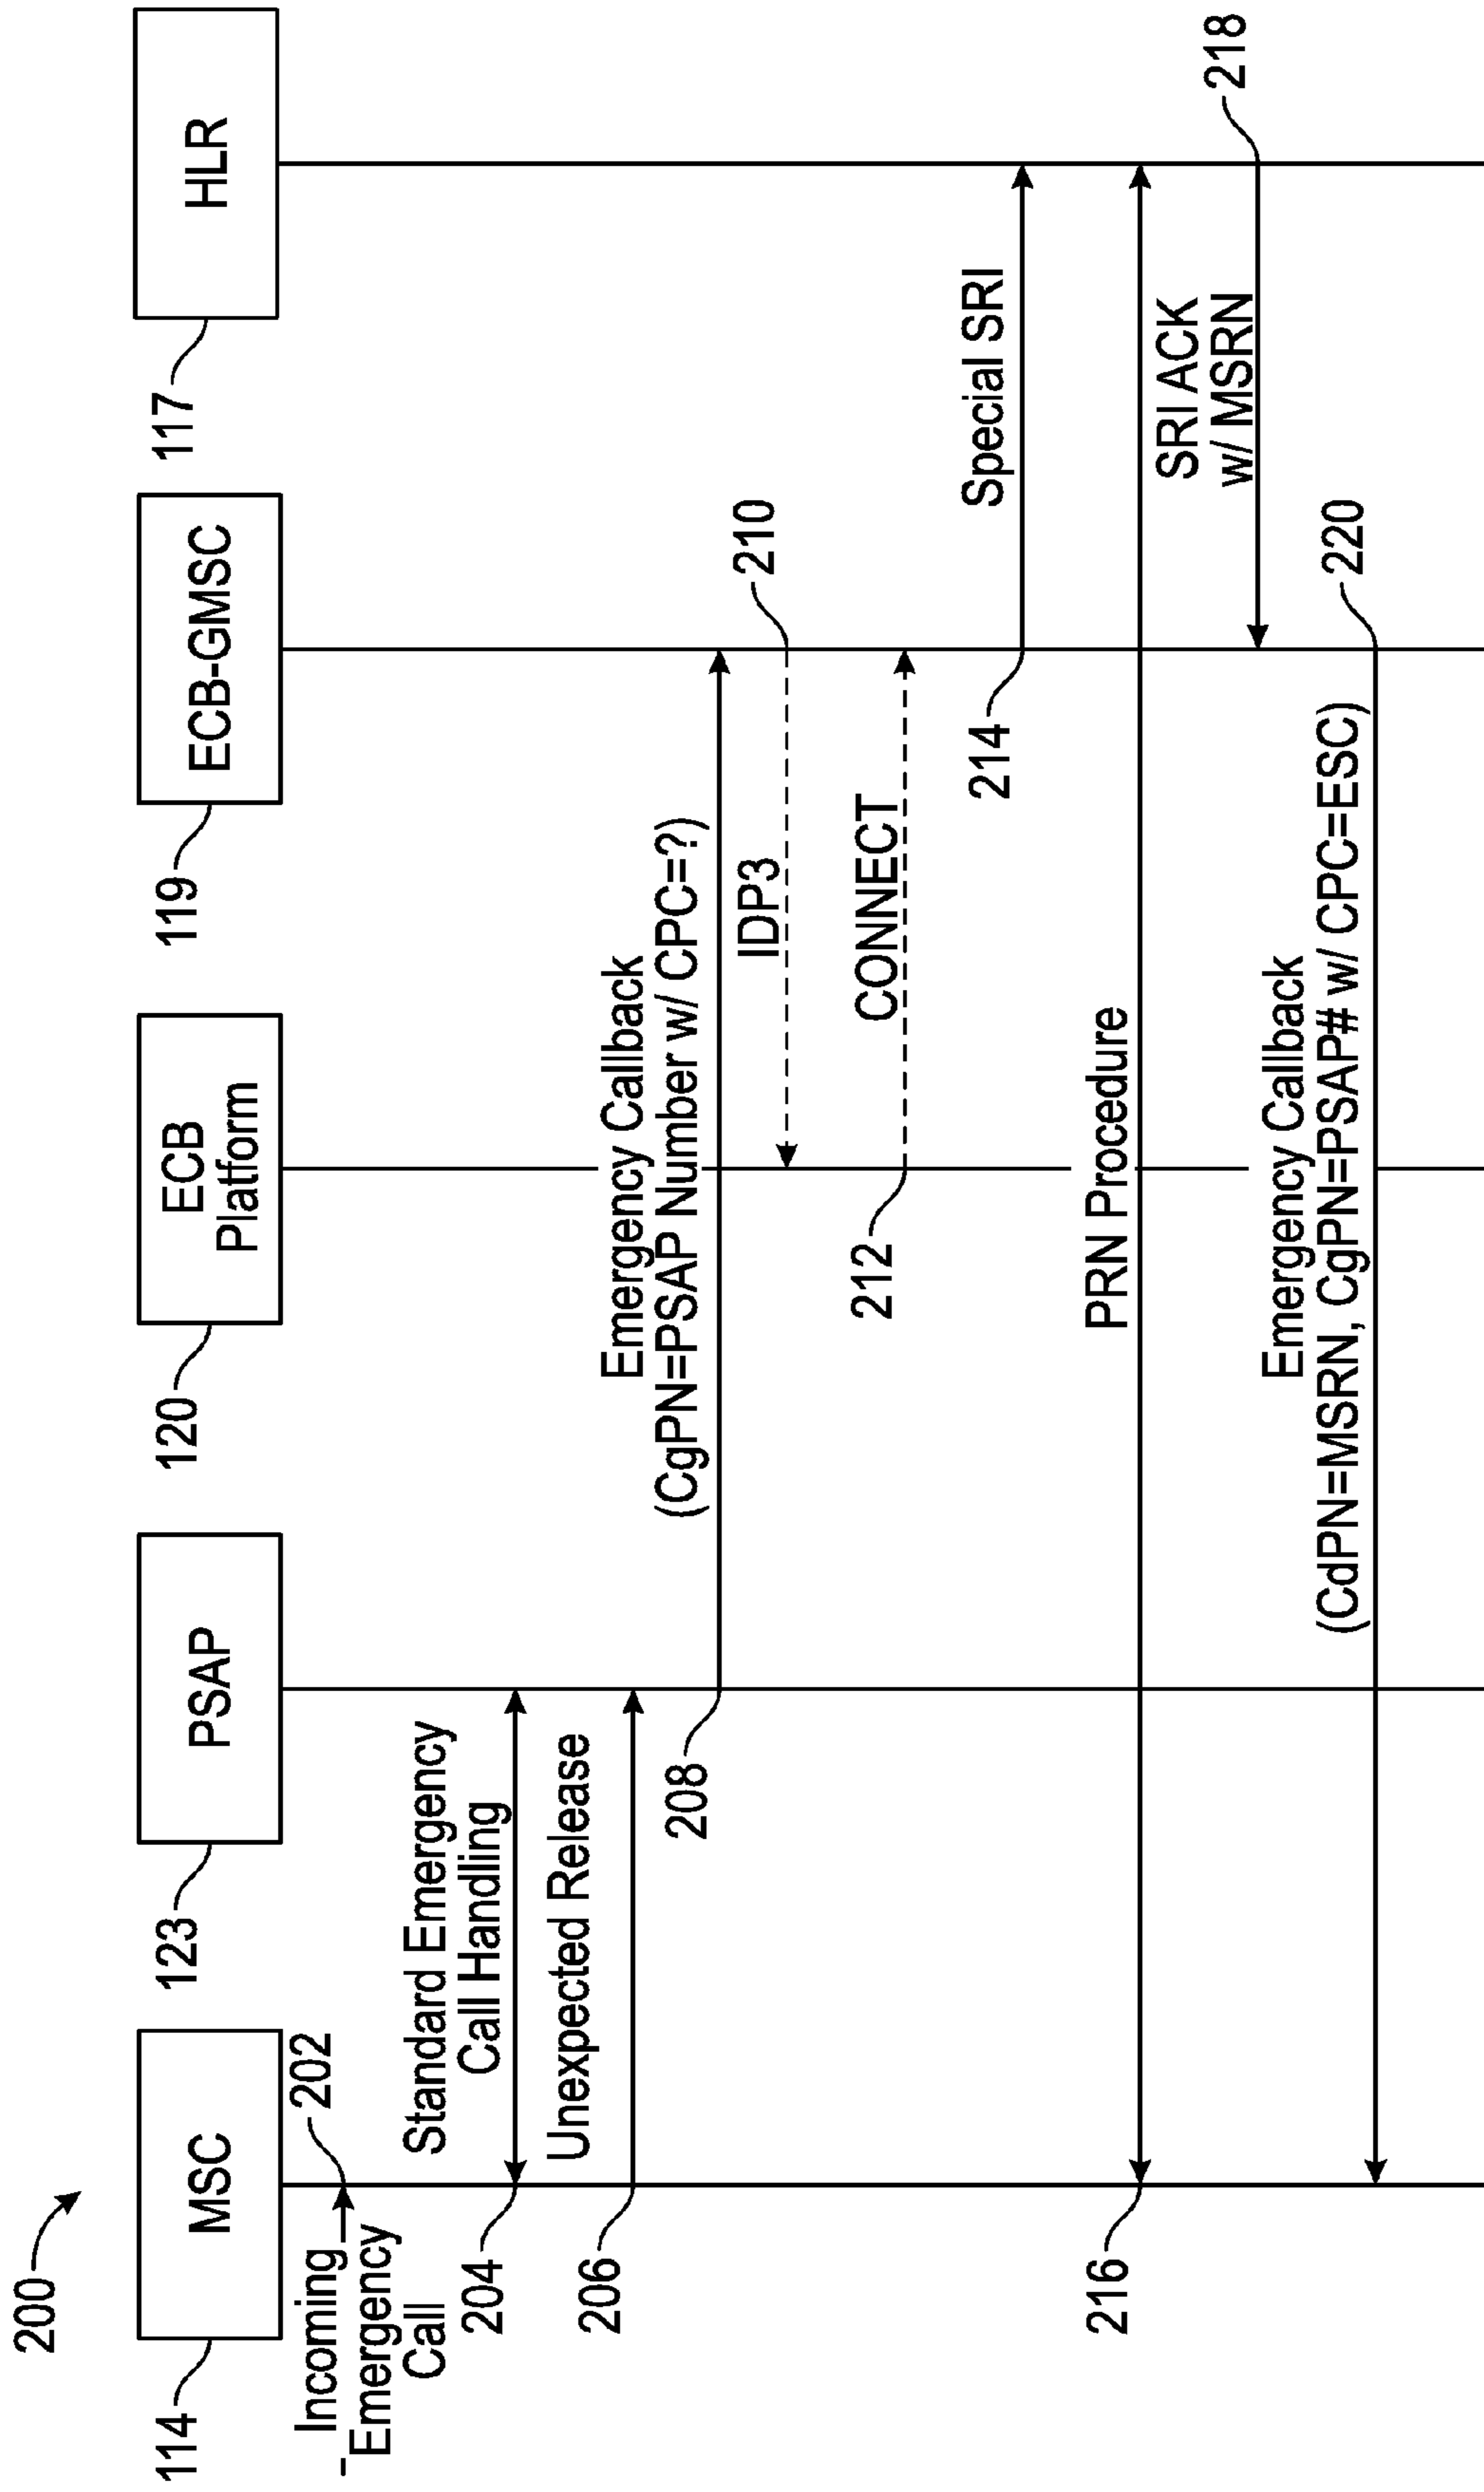 200
114
MSC
123
PSAP
120
ECB
Platform
119
ECB-GMSC
117
HLR
Incoming
Emergency
Call
202
204
Standard Emergency
Call Handling
206
Unexpected Release
208
Emergency Callback
(CgPN=PSAP Number w/ CPC=?)
IDP3
210
212
CONNECT
214
Special SRI
216
PRN Procedure
SRI ACK
w/ MSRN
218
Emergency Callback
(CdPN=MSRN, CgPN=PSAP# w/ CPC=ESC)
220